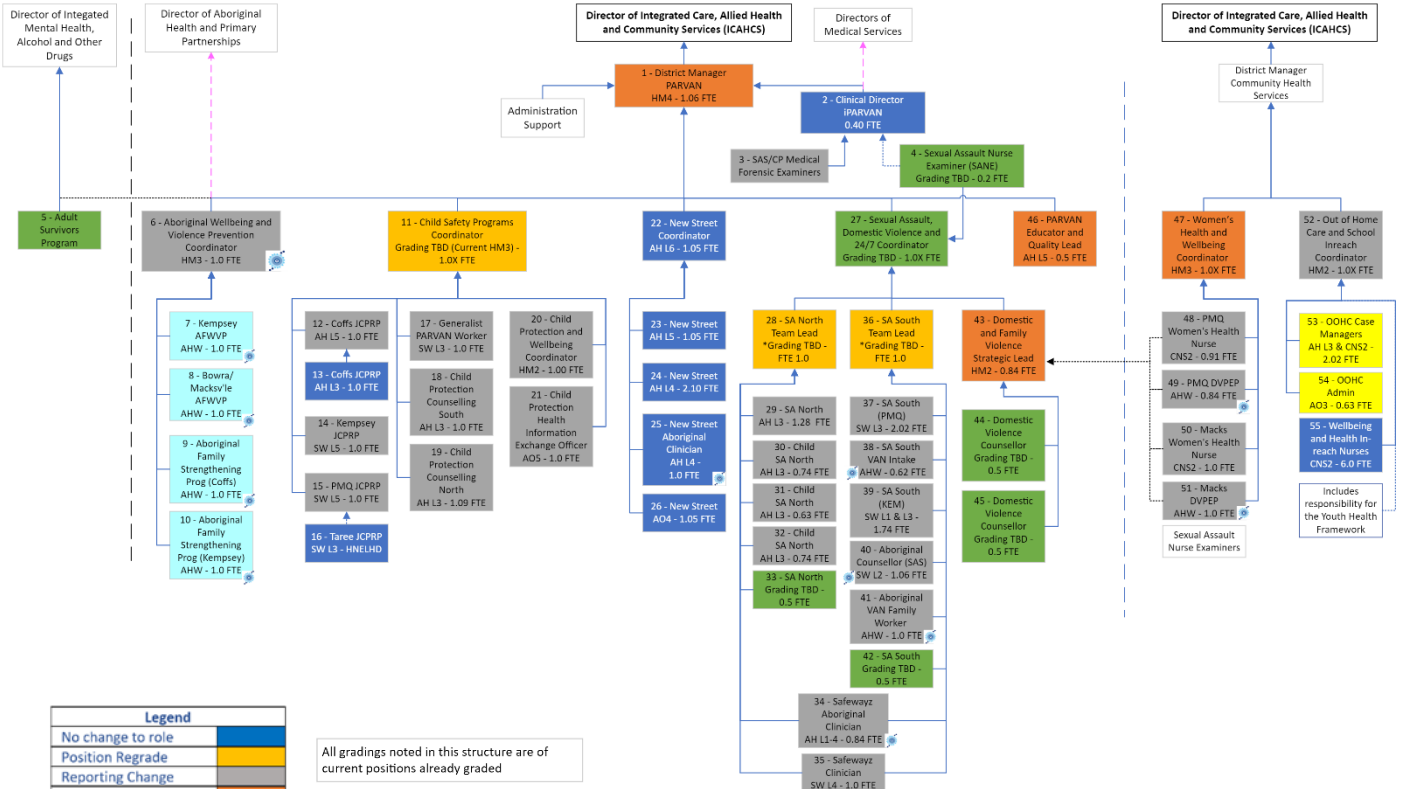 Director of Integated
Mental Health,
Alcohol and Other
Drugs
Director of Aboriginal
Health and Primary
Partnerships
Director of Integrated Care, Allied Health
and Community Services (ICAHCS)
Directors of
Medical Services
Director of Integrated Care, Allied Health
and Community Services (ICAHCS)
1 - District Manager
PARVAN
HM4 - 1.06 FTE
Administration
Support
2 - Clinical Director
iPARVAN
0.40 FTE
District Manager
Community Health
Services
3 - SAS/CP Medical
Forensic Examiners
4 - Sexual Assault Nurse
Examiner (SANE)
Grading TBD - 0.2 FTE
5 - Adult
Survivors
Program
6 - Aboriginal Wellbeing and
Violence Prevention
Coordinator
HM3 - 1.0 FTE
11 - Child Safety Programs
Coordinator
Grading TBD (Current HM3) -
1.0X FTE
22 - New Street
Coordinator
AH L6 - 1.05 FTE
27 - Sexual Assault,
Domestic Violence and
24/7 Coordinator
Grading TBD - 1.0X FTE
46 - PARVAN
Educator and
Quality Lead
AH L5 - 0.5 FTE
47 - Women's
Health and
Wellbeing
Coordinator
HM3 - 1.0X FTE
52 - Out of Home
Care and School
Inreach
Coordinator
HM2 - 1.0X FTE
7 - Kempsey
AFWVP
AHW - 1.0 FTE
8 - Bowra/
Macksv'le
AFWVP
AHW - 1.0 FTE
9 - Aboriginal
Family
Strengthening
Prog (Coffs)
AHW - 1.0 FTE
10 - Aboriginal
Family
Strengthening
Prog (Kempsey)
AHW - 1.0 FTE
12 - Coffs JCPRP
AH L5 - 1.0 FTE
13 - Coffs JCPRP
AH L3 - 1.0 FTE
14 - Kempsey
JCPRP
SW L5 - 1.0 FTE
15 - PMQ JCPRP
SW L5 - 1.0 FTE
16 - Taree JCPRP
SW L3 - HNELHD
17 - Generalist
PARVAN Worker
SW L3 - 1.0 FTE
18 - Child
Protection
Counselling
South
AH L3 - 1.0 FTE
19 - Child
Protection
Counselling
North
AH L3 - 1.09 FTE
20 - Child
Protection and
Wellbeing
Coordinator
HM2 - 1.00 FTE
21 - Child
Protection
Health
Information
Exchange Officer
AO5 - 1.0 FTE
23 - New Street
AH L5 - 1.05 FTE
24 - New Street
AH L4 - 2.10 FTE
25 - New Street
Aboriginal
Clinician
AH L4 -
1.0 FTE
26 - New Street
AO4 - 1.05 FTE
28 - SA North
Team Lead
*Grading TBD -
FTE 1.0
29 - SA North
AH L3 - 1.28 FTE
30 - Child
SA North
AH L3 - 0.74 FTE
31 - Child
SA North
AH L3 - 0.63 FTE
32 - Child
SA North
AH L3 - 0.74 FTE
33 - SA North
Grading TBD -
0.5 FTE
36 - SA South
Team Lead
*Grading TBD -
FTE 1.0
37 - SA South
(PMQ)
SW L3 - 2.02 FTE
38 - SA South
VAN Intake
AHW - 0.62 FTE
39 - SA South
(KEM)
SW L1 & L3 -
1.74 FTE
40 - Aboriginal
Counsellor (SAS)
SW L2 - 1.06 FTE
41 - Aboriginal
VAN Family
Worker
AHW - 1.0 FTE
42 - SA South
Grading TBD -
0.5 FTE
34 - Safewayz
Aboriginal
Clinician
AH L1-4 - 0.84 FTE
35 - Safewayz
Clinician
SW L4 - 1.0 FTE
43 - Domestic
and Family
Violence
Strategic Lead
HM2 - 0.84 FTE
44 - Domestic
Violence
Counsellor
Grading TBD -
0.5 FTE
45 - Domestic
Violence
Counsellor
Grading TBD -
0.5 FTE
48 - PMQ
Women's Health
Nurse
CNS2 - 0.91 FTE
49 - PMQ DVPEP
AHW - 0.84 FTE
50 - Macks
Women's Health
Nurse
CNS2 - 1.0 FTE
51 - Macks
DVPEP
AHW - 1.0 FTE
Sexual Assault
Nurse Examiners
53 - OOHC Case
Managers
AH L3 & CNS2 -
2.02 FTE
54 - OOHC
Admin
AO3 - 0.63 FTE
55 - Wellbeing
and Health In-
reach Nurses
CNS2 - 6.0 FTE
Includes
responsibility for
the Youth Health
Framework
Legend
No change to role
Position Regrade
Reporting Change
All gradings noted in this structure are of
current positions already graded